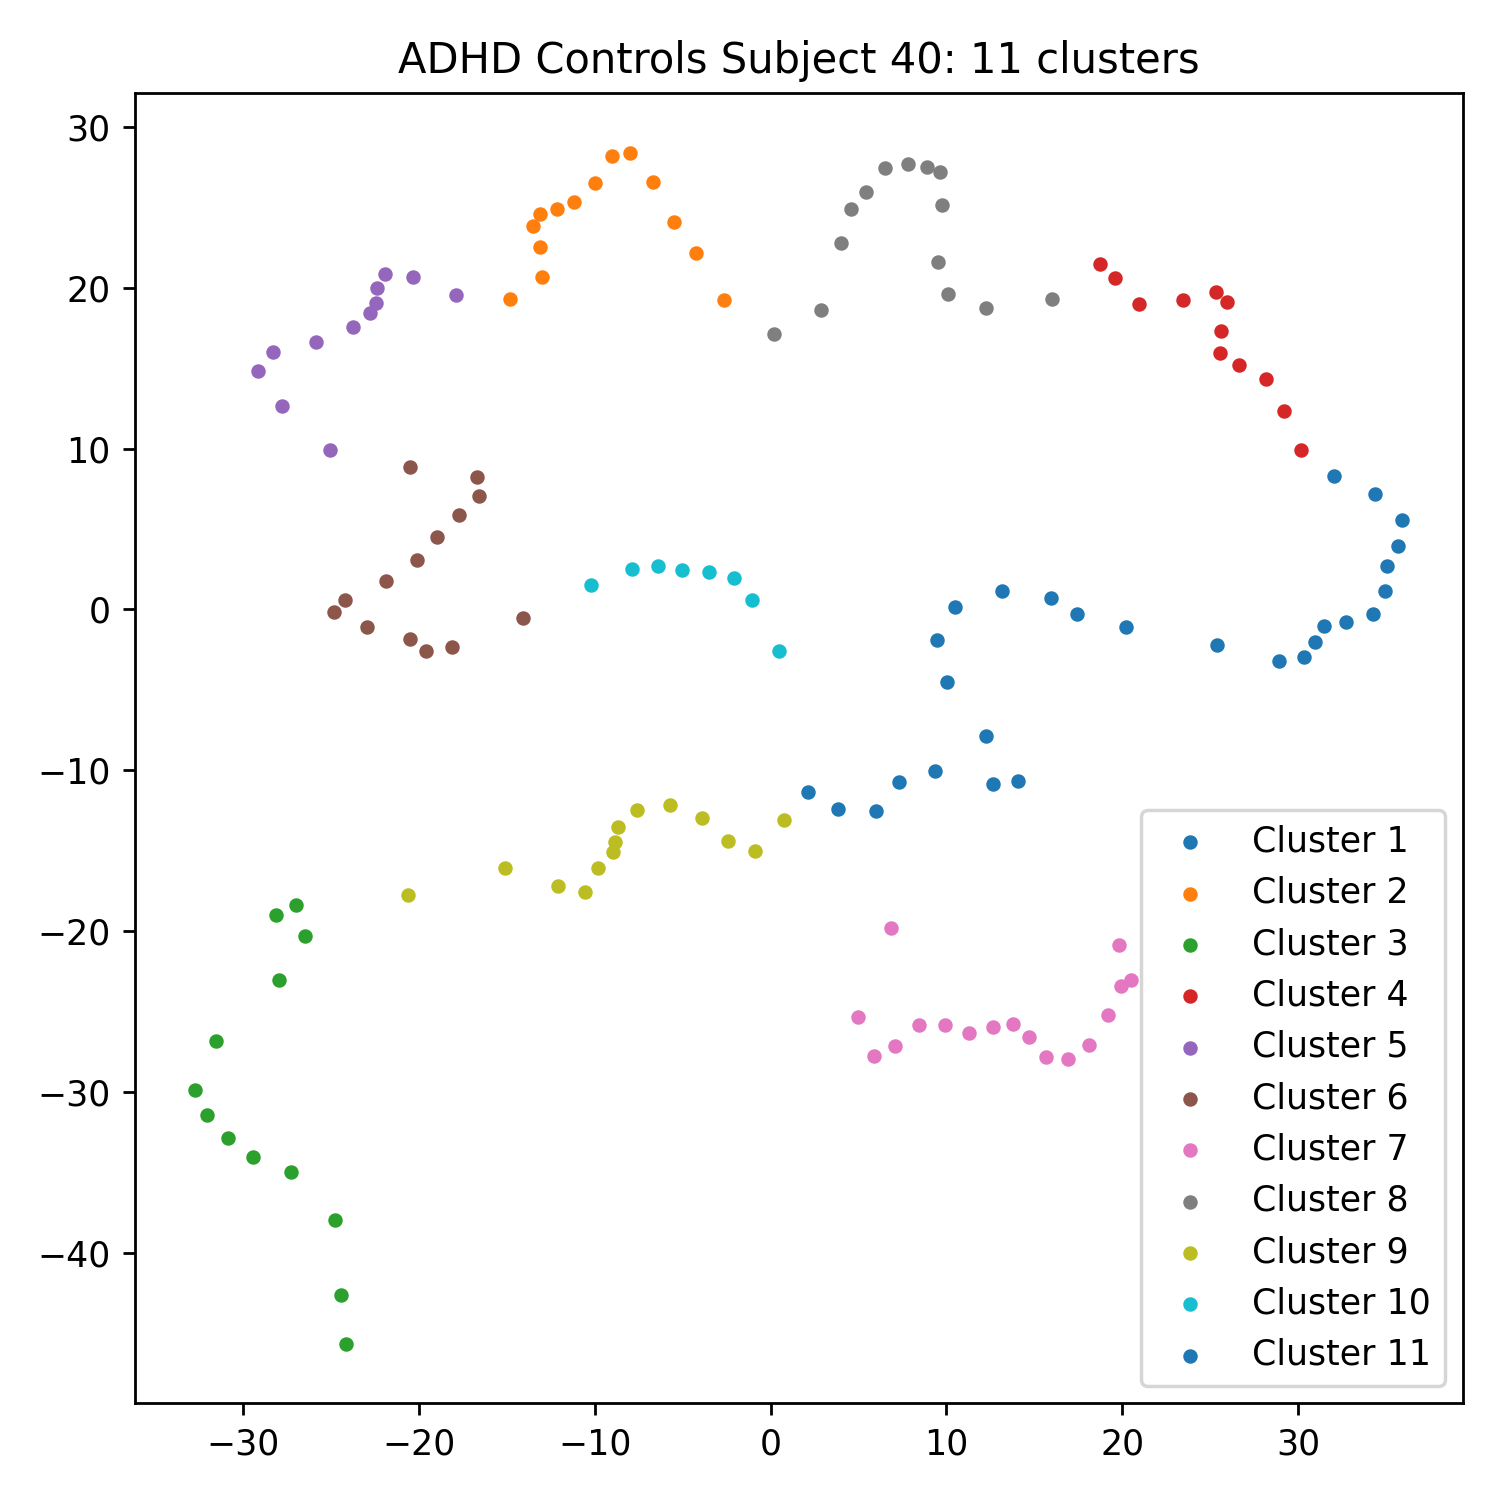 ADHD Controls Subject 40: 11 clusters
30
20
10
0
−10
−20
−30
−40
−30
−20
−10
0
10
20
30
Cluster 1
Cluster 2
Cluster 3
Cluster 4
Cluster 5
Cluster 6
Cluster 7
Cluster 8
Cluster 9
Cluster 10
Cluster 11